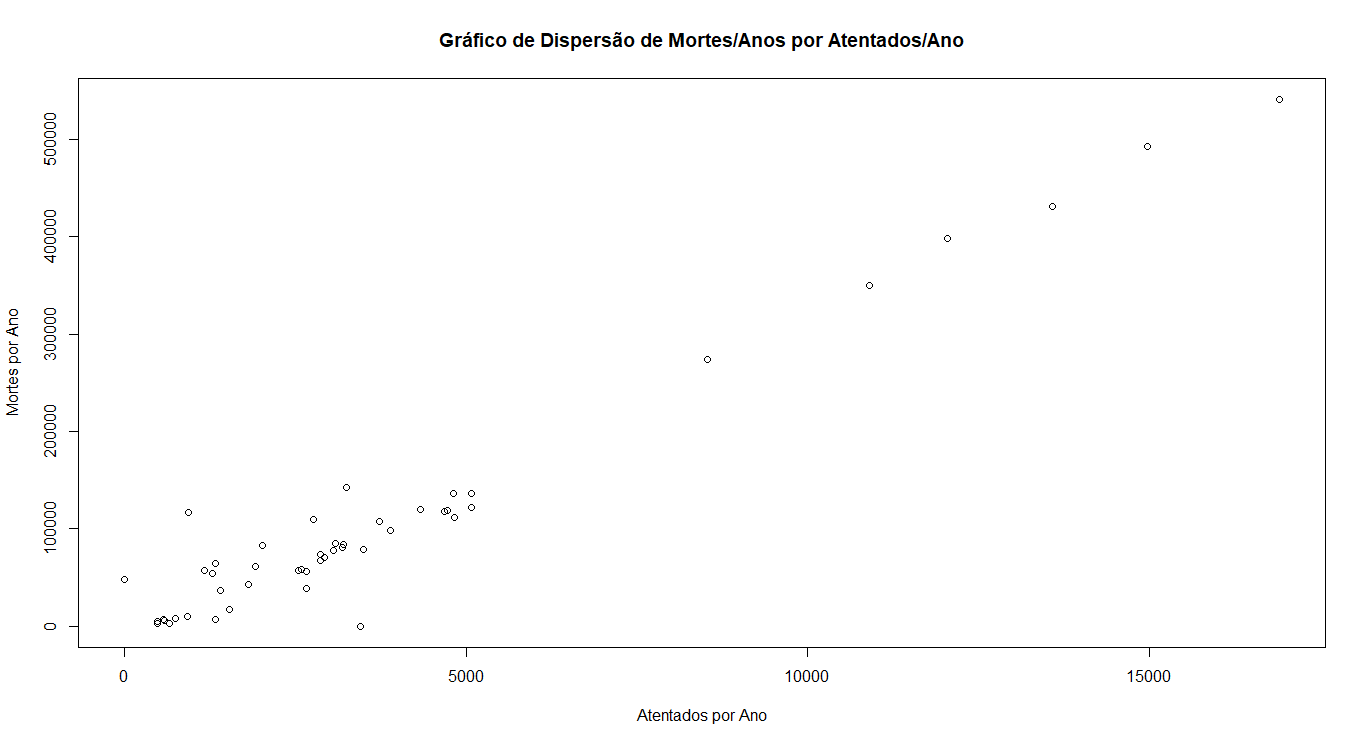 Gráfico de Dispersão de Mortes/Anos por Atentados/Ano
Mortes por Ano
500000
400000
300000
200000
100000
0
0 5000 10000 15000
Atentados por Ano